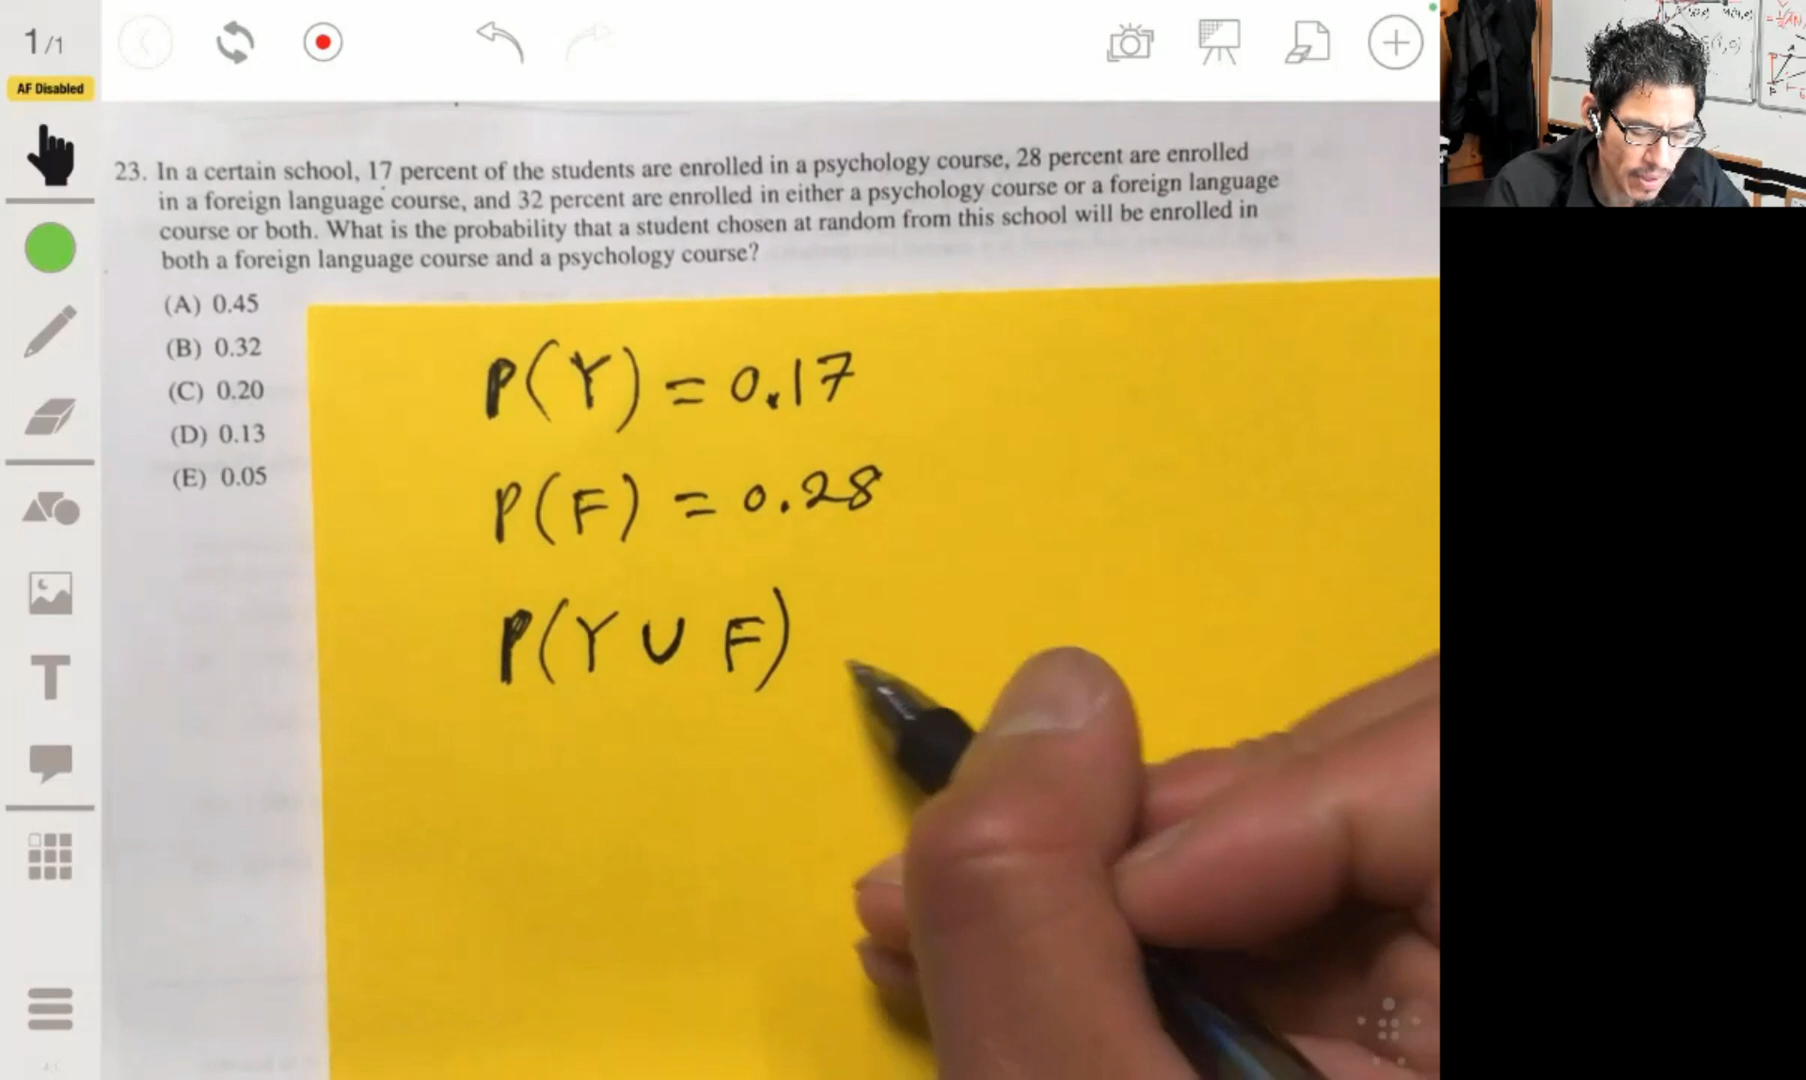 1/1
AF Disabled
23. In a certain school, 17 percent of the students are enrolled in a psychology course, 28 percent are enrolled
in a foreign language course, and 32 percent are enrolled in either a psychology course or a foreign language
course or both. What is the probability that a student chosen at random from this school will be enrolled in
both a foreign language course and a psychology course?
(A) 0.45
(B) 0.32
(C) 0.20
(D) 0.13
(E) 0.05
P(Y) = 0.17
P(F) = 0.28
P(Y ∪ F)
T